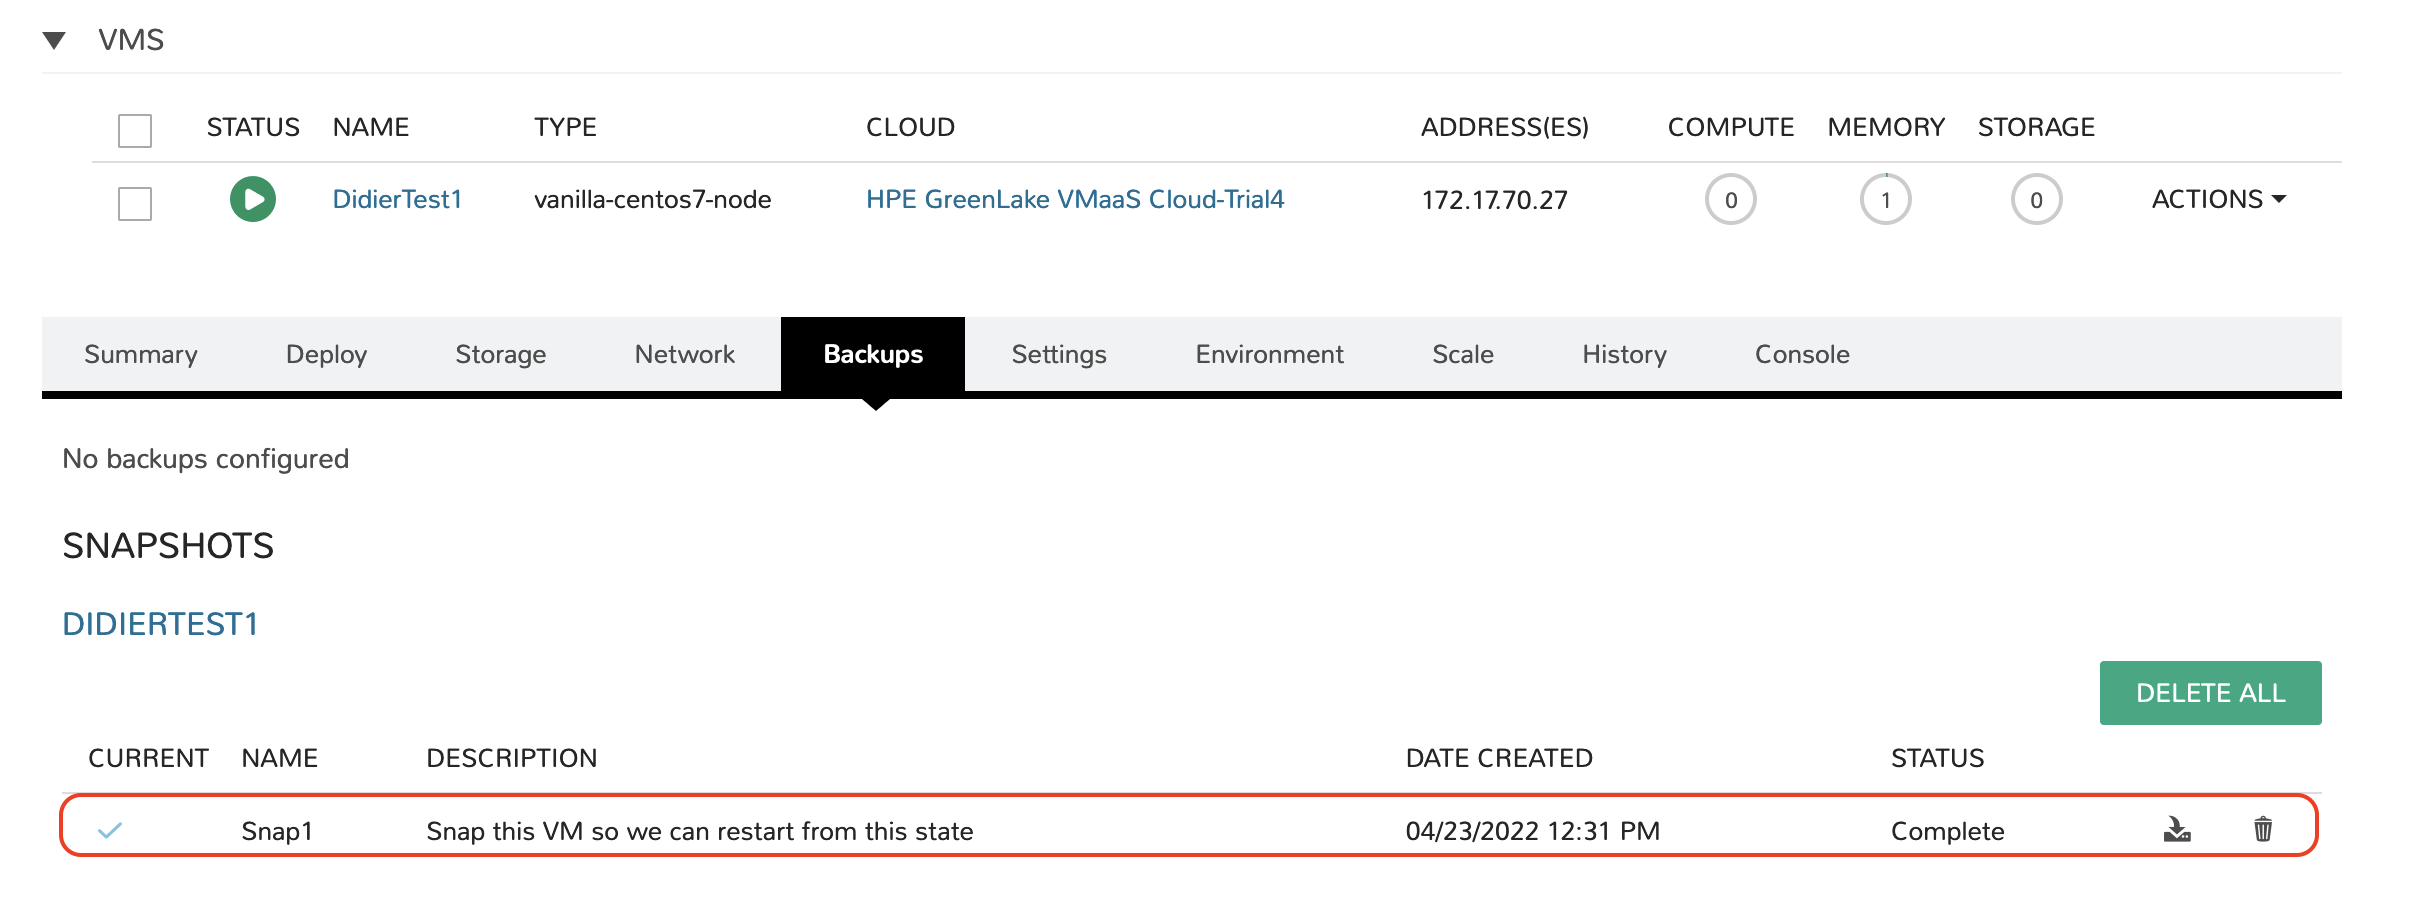 VMS
STATUS NAME TYPE CLOUD ADDRESS(ES) COMPUTE MEMORY STORAGE
DidierTest1 vanilla-centos7-node HPE GreenLake VMaaS Cloud-Trial4 172.17.70.27 0 1 0 ACTIONS
Summary Deploy Storage Network Backups Settings Environment Scale History Console
No backups configured
SNAPSHOTS
DIDIERTEST1
DELETE ALL
CURRENT NAME DESCRIPTION DATE CREATED STATUS
Snap1 Snap this VM so we can restart from this state 04/23/2022 12:31 PM Complete